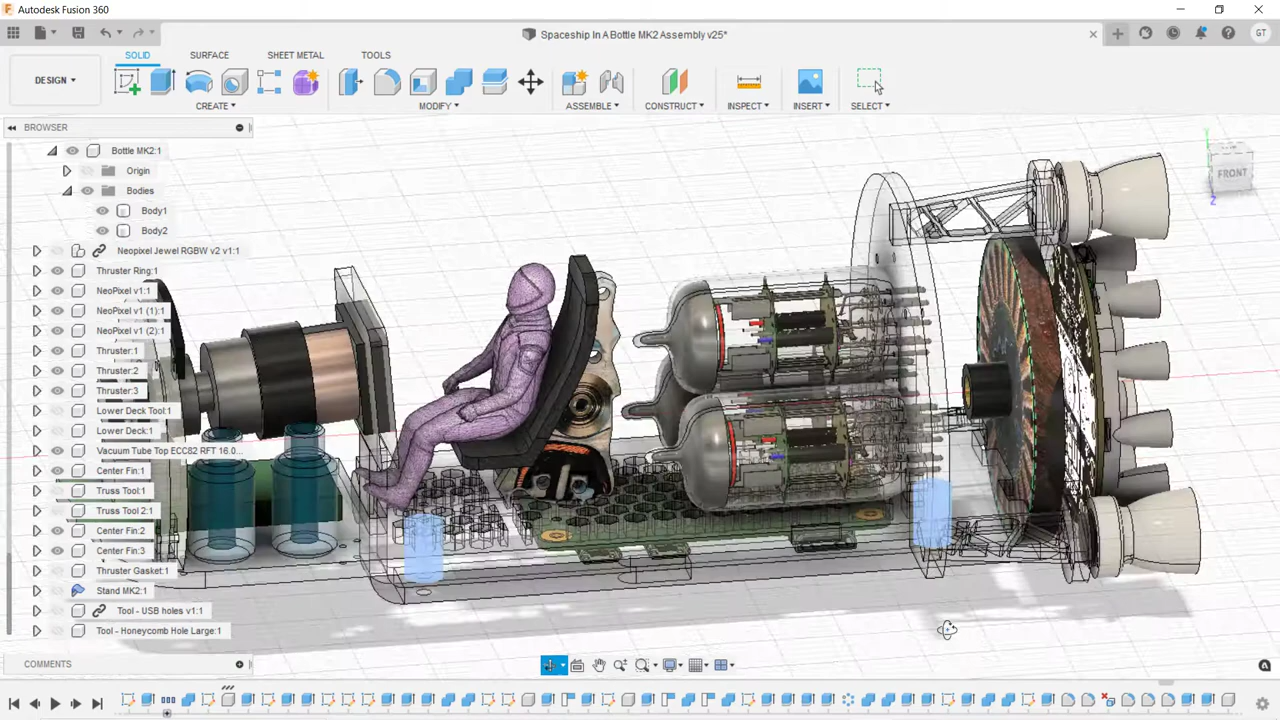 Autodesk Fusion 360
Spaceship In A Bottle MK2 Assembly v25*
GT
DESIGN
SOLID
SURFACE
SHEET METAL
TOOLS
CREATE
MODIFY
ASSEMBLE
CONSTRUCT
INSPECT
INSERT
SELECT
BROWSER
Bottle MK2:1
Origin
Bodies
Body1
Body2
Neopixel Jewel RGBW v2 v1:1
Thruster Ring:1
NeoPixel v1:1
NeoPixel v1 (1):1
NeoPixel v1 (2):1
Thruster:1
Thruster:2
Thruster:3
Lower Deck Tool:1
Lower Deck:1
Vacuum Tube Top ECC82 RFT 16.0...
Center Fin:1
Truss Tool:1
Truss Tool 2:1
Center Fin:2
Center Fin:3
Thruster Gasket:1
Stand MK2:1
Tool - USB holes v1:1
Tool - Honeycomb Hole Large:1
COMMENTS
FRONT
Y
Z